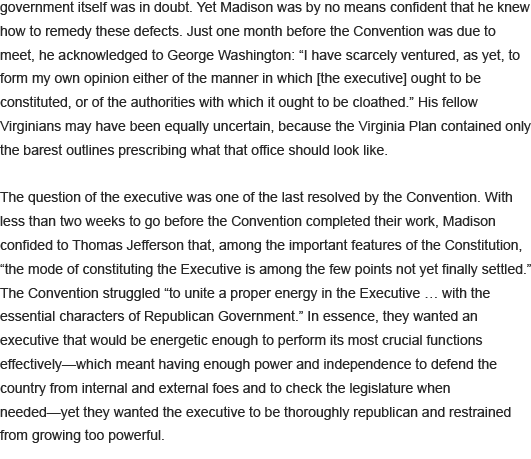 government itself was in doubt. Yet Madison was by no means confident that he knew
how to remedy these defects. Just one month before the Convention was due to
meet, he acknowledged to George Washington: “I have scarcely ventured, as yet, to
form my own opinion either of the manner in which [the executive] ought to be
constituted, or of the authorities with which it ought to be cloathed.” His fellow
Virginians may have been equally uncertain, because the Virginia Plan contained only
the barest outlines prescribing what that office should look like.

The question of the executive was one of the last resolved by the Convention. With
less than two weeks to go before the Convention completed their work, Madison
confided to Thomas Jefferson that, among the important features of the Constitution,
“the mode of constituting the Executive is among the few points not yet finally settled.”
The Convention struggled “to unite a proper energy in the Executive … with the
essential characters of Republican Government.” In essence, they wanted an
executive that would be energetic enough to perform its most crucial functions
effectively—which meant having enough power and independence to defend the
country from internal and external foes and to check the legislature when
needed—yet they wanted the executive to be thoroughly republican and restrained
from growing too powerful.